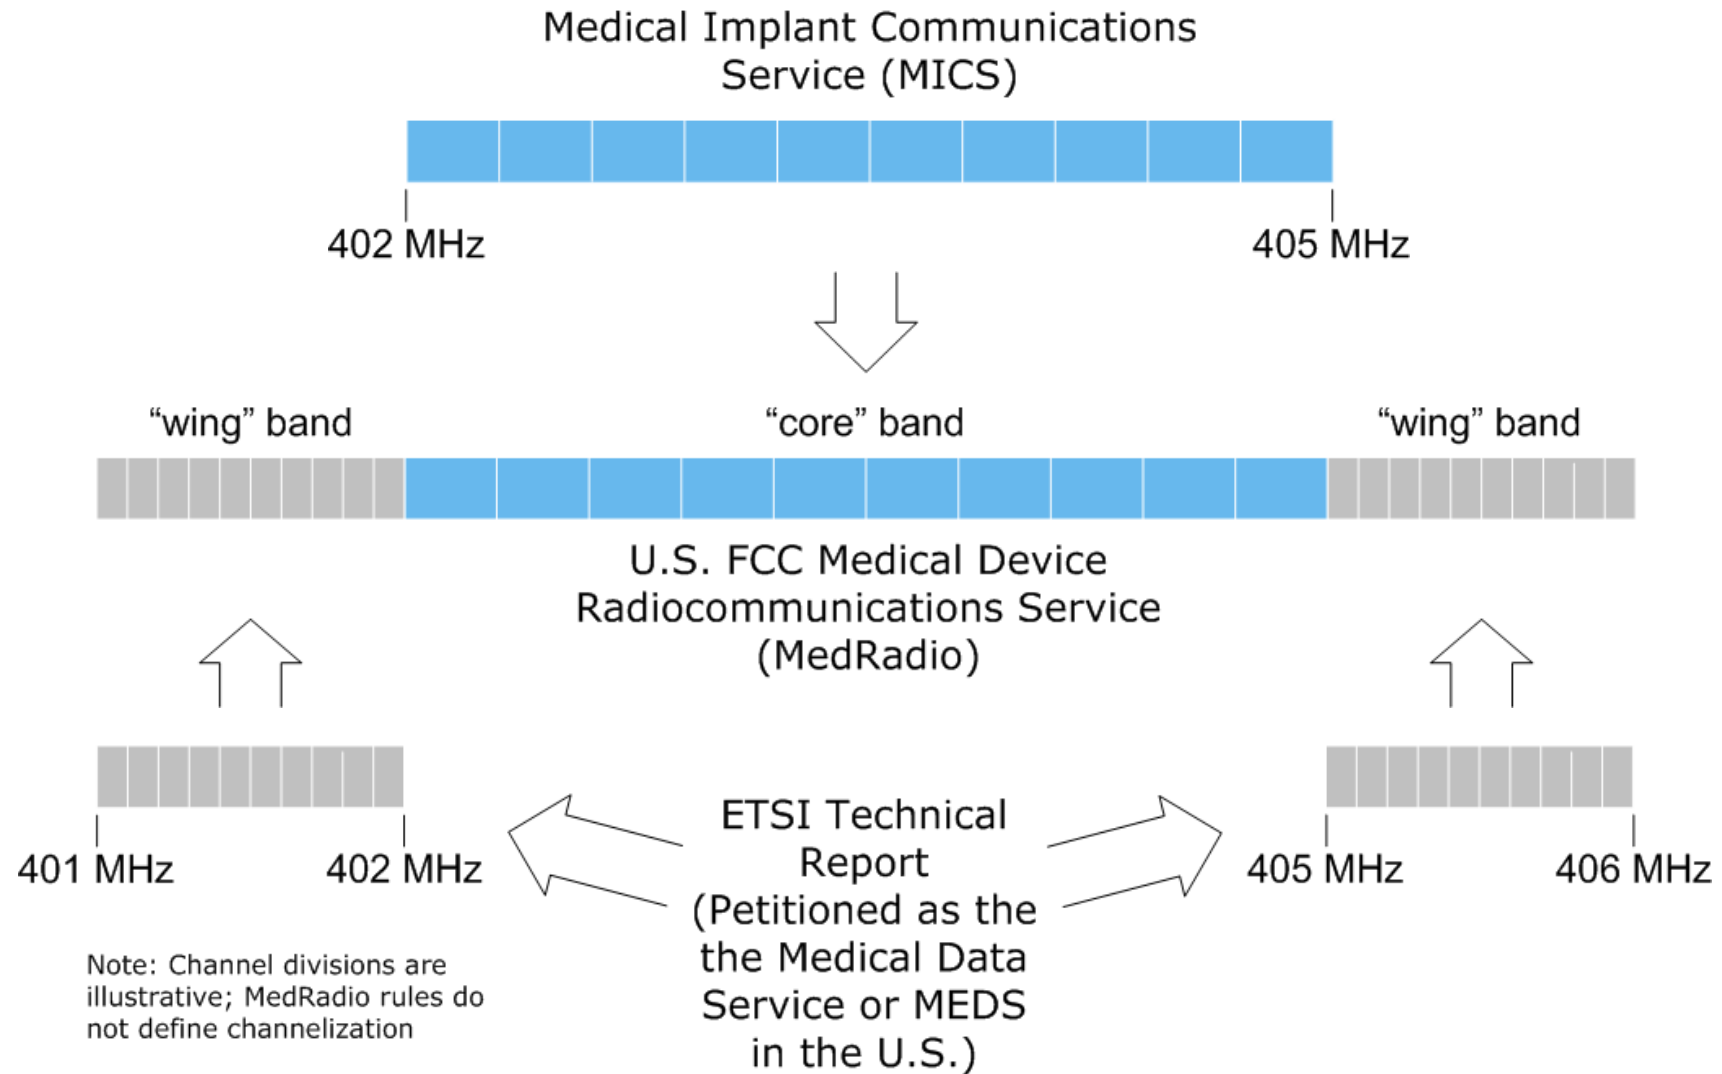 Medical Implant Communications
Service (MICS)
402 MHz
405 MHz
“wing” band
“core” band
“wing” band
U.S. FCC Medical Device
Radiocommunications Service
(MedRadio)
401 MHz
402 MHz
ETSI Technical
Report
(Petitioned as the
the Medical Data
Service or MEDS
in the U.S.)
405 MHz
406 MHz
Note: Channel divisions are
illustrative; MedRadio rules do
not define channelization